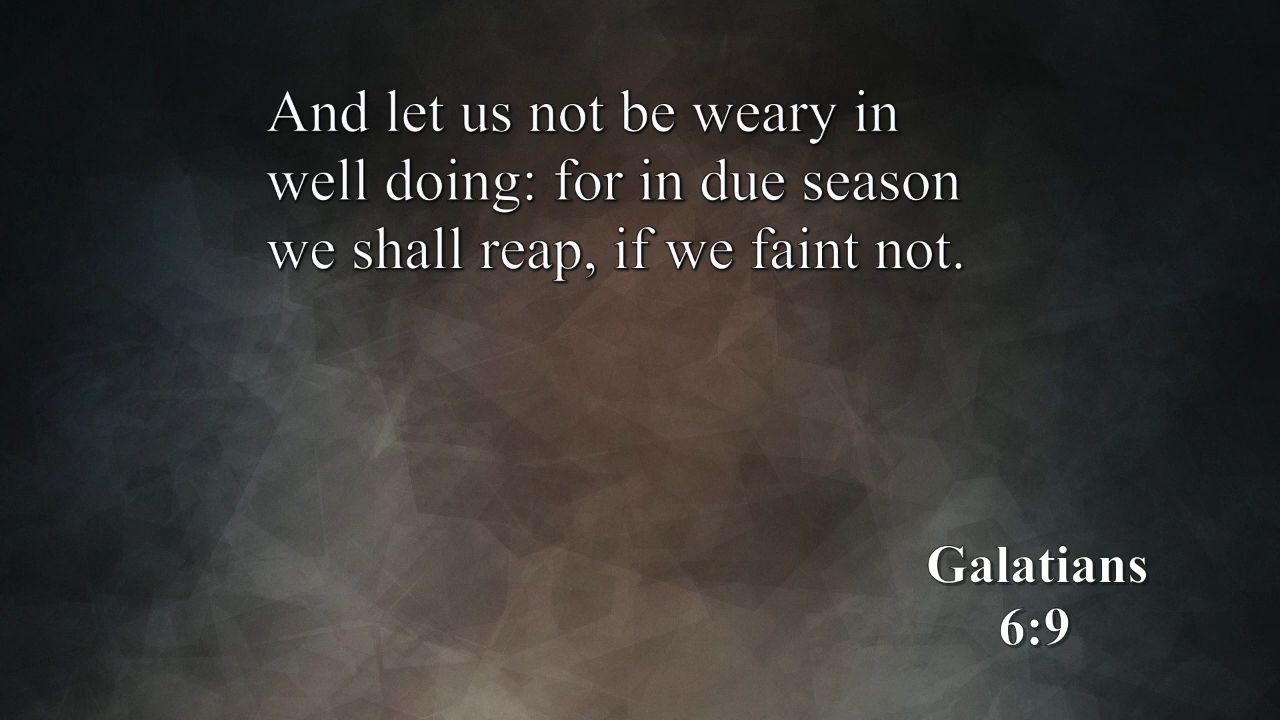 And let us not be weary in
well doing: for in due season
we shall reap, if we faint not.
Galatians
6:9